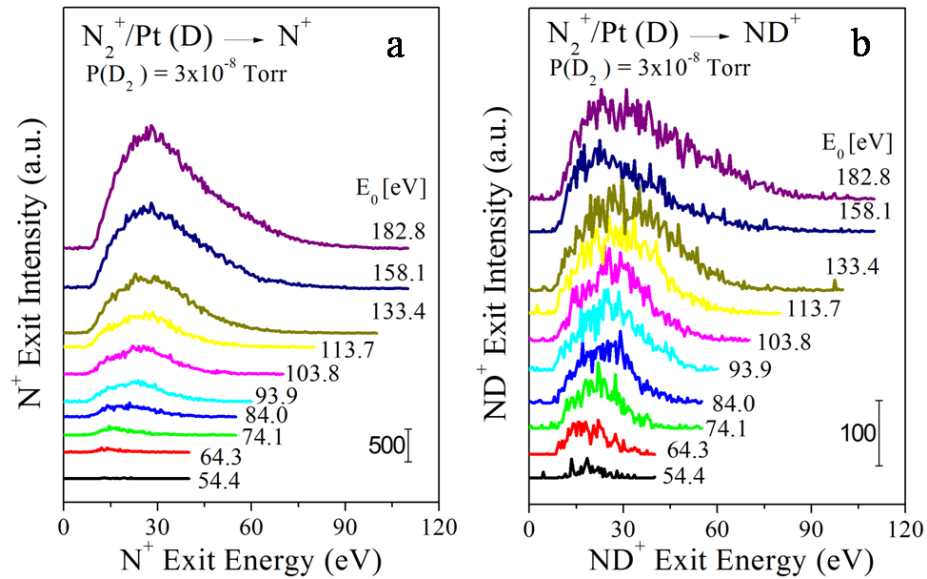 N₂⁺/Pt (D) → N⁺
a
P(D₂) = 3x10⁻⁸ Torr
E₀ [eV]
182.8
158.1
133.4
113.7
103.8
93.9
84.0
74.1
64.3
54.4
500
N⁺ Exit Intensity (a.u.)
0 30 60 90 120
N⁺ Exit Energy (eV)
N₂⁺/Pt (D) → ND⁺
b
P(D₂) = 3x10⁻⁸ Torr
E₀ [eV]
182.8
158.1
133.4
113.7
103.8
93.9
84.0
74.1
64.3
54.4
100
ND⁺ Exit Intensity (a.u.)
0 30 60 90 120
ND⁺ Exit Energy (eV)